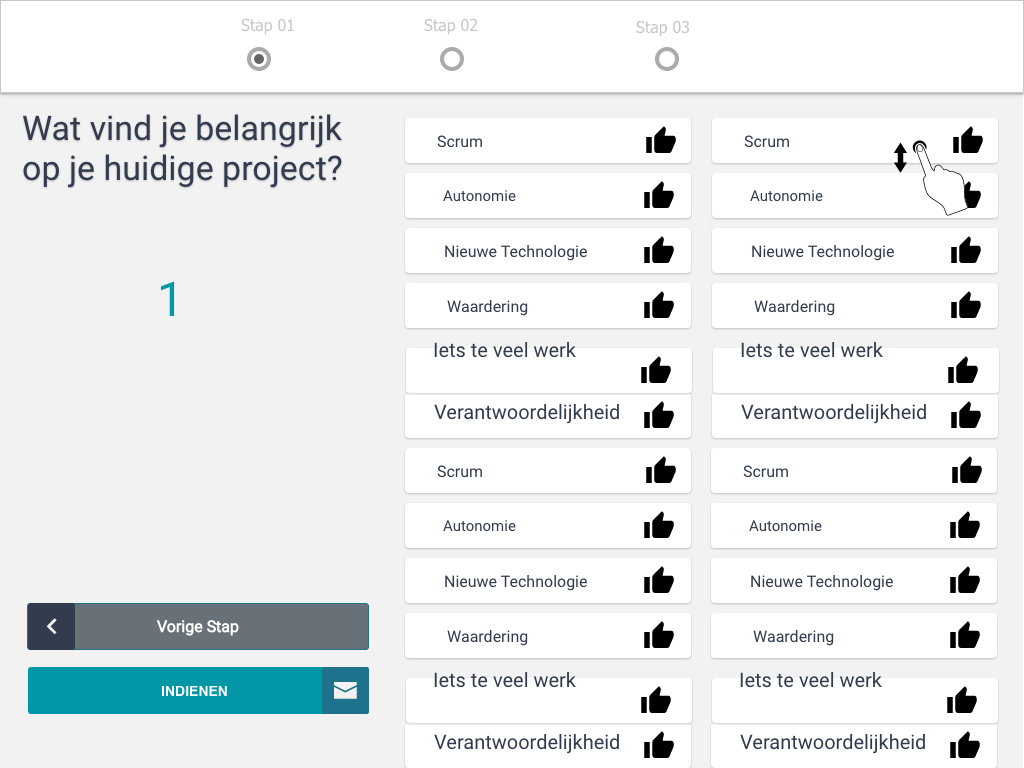 Stap 01
Stap 02
Stap 03
Wat vind je belangrijk
op je huidige project?
1
Vorige Stap
INDIENEN
Scrum
Autonomie
Nieuwe Technologie
Waardering
Iets te veel werk
Verantwoordelijkheid
Scrum
Autonomie
Nieuwe Technologie
Waardering
Iets te veel werk
Verantwoordelijkheid
Scrum
Autonomie
Nieuwe Technologie
Waardering
Iets te veel werk
Verantwoordelijkheid
Scrum
Autonomie
Nieuwe Technologie
Waardering
Iets te veel werk
Verantwoordelijkheid